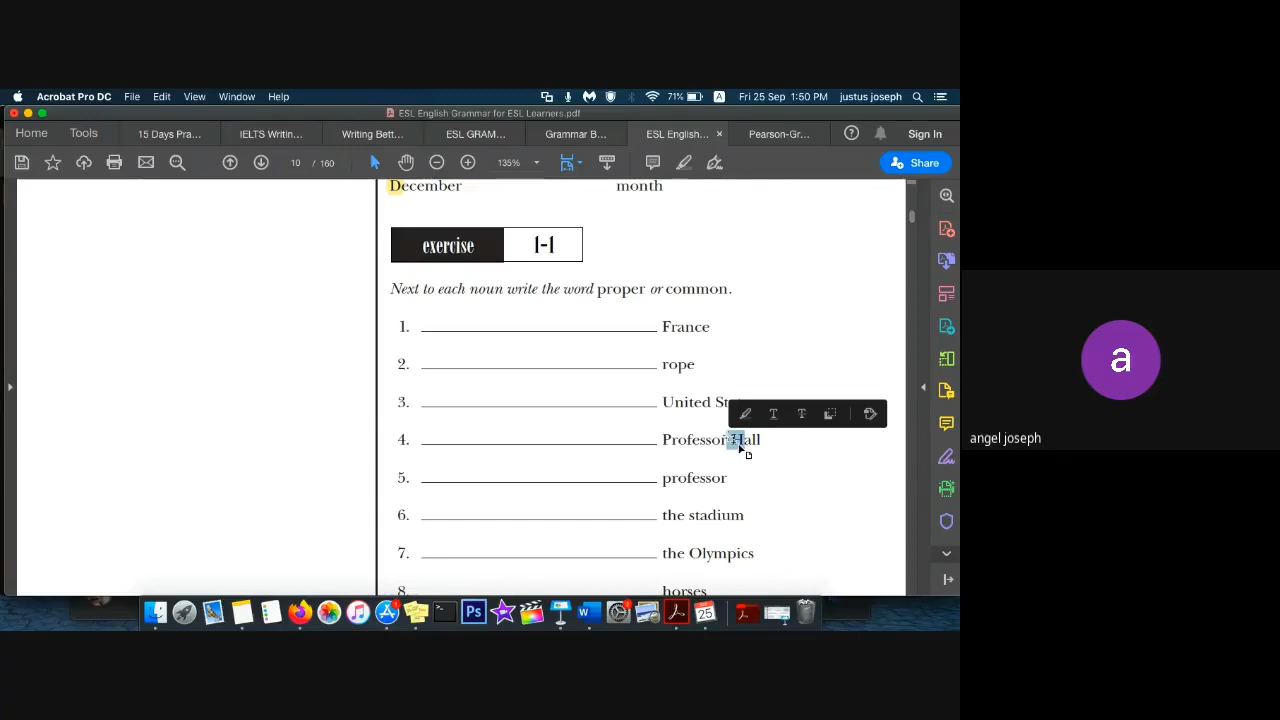 Acrobat Pro DC File Edit View Window Help 71% A Fri 25 Sep 1:50 PM justus joseph
ESL English Grammar for ESL Learners.pdf
Home Tools 15 Days Pra... IELTS Writin... Writing Bett... ESL GRAM... Grammar B... ESL English... × Pearson-Gr... Sign In
10 / 160 135% Share
December month
exercise 1-1
Next to each noun write the word proper or common.
1. France
2. rope
3. United
4. Professor Hall
5. professor
6. the stadium
7. the Olympics
8. horses
Ps W 25
a
angel joseph